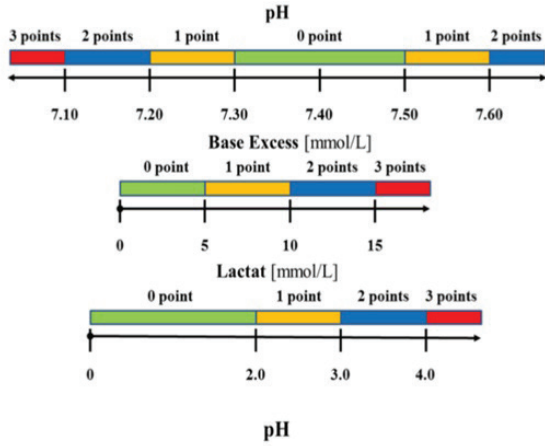 pH
3 points 2 points 1 point 0 point 1 point 2 points
7.10 7.20 7.30 7.40 7.50 7.60
Base Excess [mmol/L]
0 point 1 point 2 points 3 points
0 5 10 15
Lactat [mmol/L]
0 point 1 point 2 points 3 points
0 2.0 3.0 4.0
pH